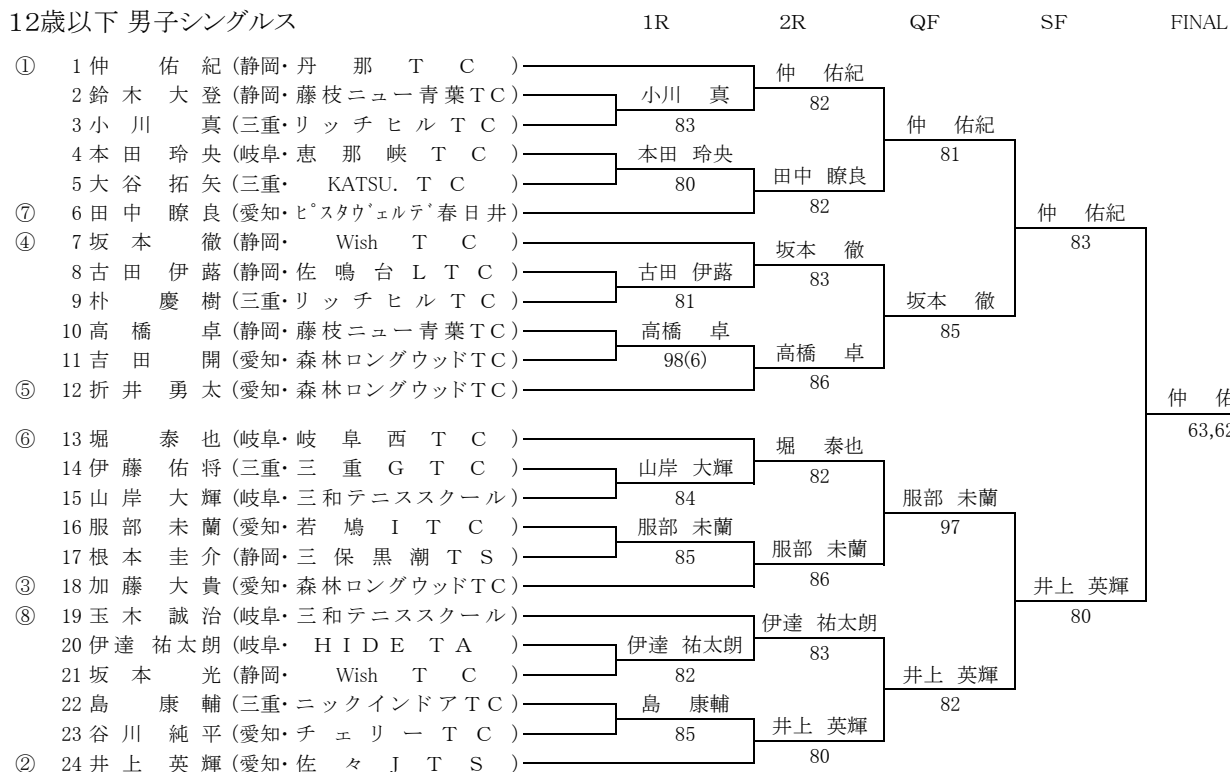 12歳以下 男子シングルス 1R 2R QF SF FINAL
① 1 仲 佑 紀 (静岡・丹 那 T C )
2 鈴 木 大 登 (静岡・藤枝ニュー青葉TC)
3 小 川 真 (三重・リッチヒルTC)
4 本 田 玲 央 (岐阜・恵 那 峡 T C )
5 大 谷 拓 矢 (三重・ KATSU. T C )
⑦ 6 田 中 瞭 良 (愛知・ピスタヴェルデ春日井)
④ 7 坂 本 徹 (静岡・ Wish T C )
8 古 田 伊 蕗 (静岡・佐 鳴 台 L T C )
9 朴 慶 樹 (三重・リッチヒルTC)
10 高 橋 卓 (静岡・藤枝ニュー青葉TC)
11 吉 田 開 (愛知・森林ロングウッドTC)
⑤ 12 折 井 勇 太 (愛知・森林ロングウッドTC)
⑥ 13 堀 泰 也 (岐阜・岐 阜 西 T C )
14 伊 藤 佑 将 (三重・三 重 G T C )
15 山 岸 大 輝 (岐阜・三和テニススクール)
16 服 部 未 蘭 (愛知・若 鳩 I T C )
17 根 本 圭 介 (静岡・三 保 黒 潮 T S )
③ 18 加 藤 大 貴 (愛知・森林ロングウッドTC)
⑧ 19 玉 木 誠 治 (岐阜・三和テニススクール)
20 伊達 祐太朗 (岐阜・ H I D E T A )
21 坂 本 光 (静岡・ Wish T C )
22 島 康 輔 (三重・ニックインドアTC)
23 谷 川 純 平 (愛知・チェリーTC)
② 24 井 上 英 輝 (愛知・佐 々 J T S )
小川 真
83
本田 玲央
80
古田 伊蕗
81
高橋 卓
98(6)
山岸 大輝
84
服部 未蘭
85
伊達 祐太朗
82
島 康輔
85
仲 佑紀
82
田中 瞭良
82
坂本 徹
83
高橋 卓
86
堀 泰也
82
服部 未蘭
86
伊達 祐太朗
83
井上 英輝
80
仲 佑紀
81
坂本 徹
85
服部 未蘭
97
井上 英輝
82
仲 佑紀
83
井上 英輝
80
仲 佑
63,62